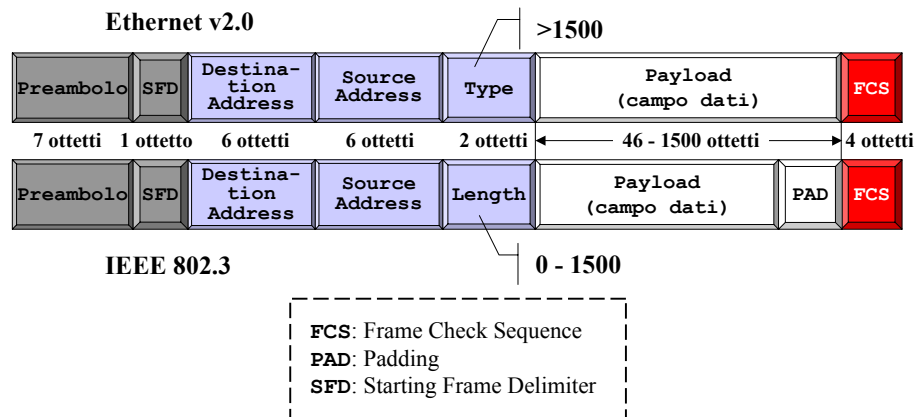 Ethernet v2.0
>1500
Preambolo SFD Destina-
tion
Address Source
Address Type Payload
(campo dati) FCS
7 ottetti 1 ottetto 6 ottetti 6 ottetti 2 ottetti 46 - 1500 ottetti 4 ottetti
Preambolo SFD Destina-
tion
Address Source
Address Length Payload
(campo dati) PAD FCS
IEEE 802.3
0 - 1500
FCS: Frame Check Sequence
PAD: Padding
SFD: Starting Frame Delimiter